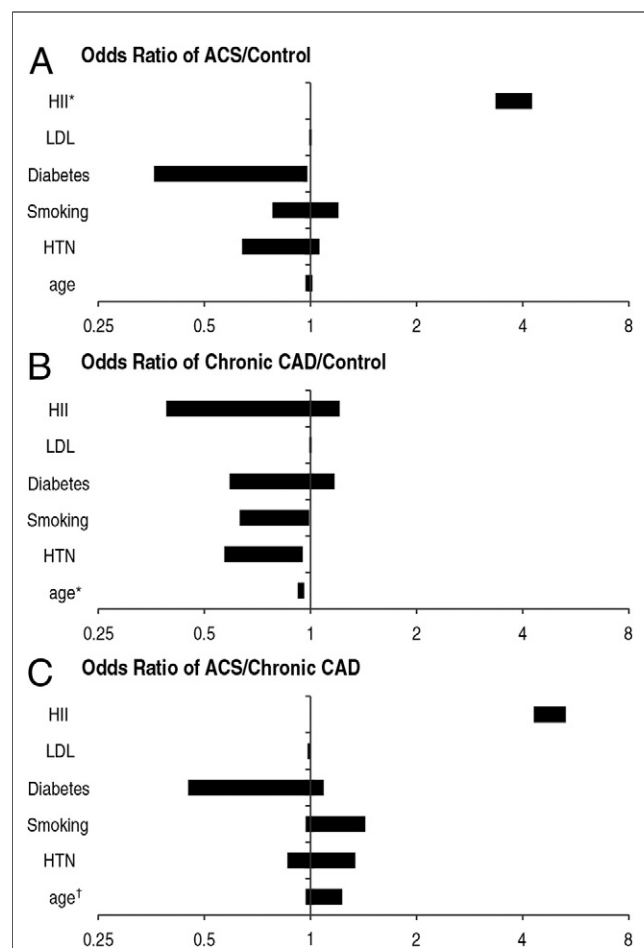 A Odds Ratio of ACS/Control
HII*
LDL
Diabetes
Smoking
HTN
age
0.25 0.5 1 2 4 8
B Odds Ratio of Chronic CAD/Control
HII
LDL
Diabetes
Smoking
HTN
age*
0.25 0.5 1 2 4 8
C Odds Ratio of ACS/Chronic CAD
HII
LDL
Diabetes
Smoking
HTN
age†
0.25 0.5 1 2 4 8